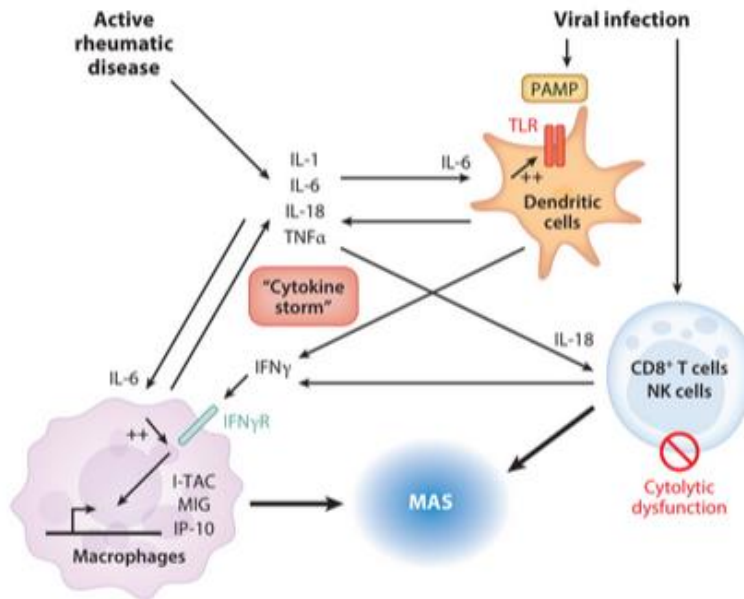 Active
rheumatic
disease
Viral infection
PAMP
TLR
IL-1
IL-6
IL-18
TNFα
IL-6
++
Dendritic
cells
"Cytokine
storm"
IL-18
IFNγ
CD8⁺ T cells
NK cells
IL-6
++
IFNγR
I-TAC
MIG
IP-10
Macrophages
MAS
Cytolytic
dysfunction